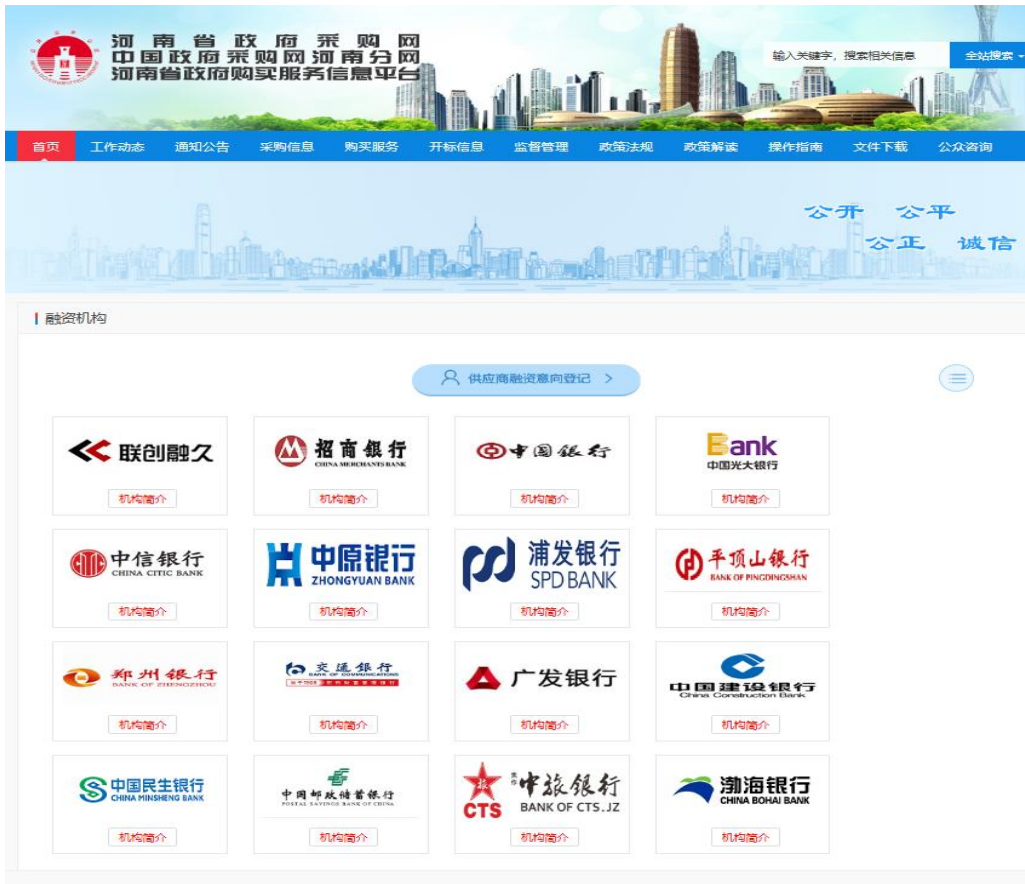 河南省政府采购网
中国政府采购网河南分网
河南省政府购买服务信息平台
输入关键字，搜索相关信息 全站搜索
首页 工作动态 通知公告 采购信息 购买服务 开标信息 监督管理 政策法规 政策解读 操作指南 文件下载 公众咨询
公开 公平
公正 诚信
融资机构
供应商融资意向登记 >
联创融久
机构简介
招商银行
CHINA MERCHANTS BANK
机构简介
中国银行
机构简介
Bank
中国光大银行
机构简介
中信银行
CHINA CITIC BANK
机构简介
中原银行
ZHONGYUAN BANK
机构简介
浦发银行
SPD BANK
机构简介
平顶山银行
BANK OF PINGDINGSHAN
机构简介
郑州银行
BANK OF ZHENGZHOU
机构简介
交通银行
BANK OF COMMUNICATIONS
机构简介
广发银行
机构简介
中国建设银行
China Construction Bank
机构简介
中国民生银行
CHINA MINSHENG BANK
机构简介
中国邮政储蓄银行
POSTAL SAVINGS BANK OF CHINA
机构简介
CTS
焦作中旅银行
BANK OF CTS.JZ
机构简介
渤海银行
CHINA BOHAI BANK
机构简介